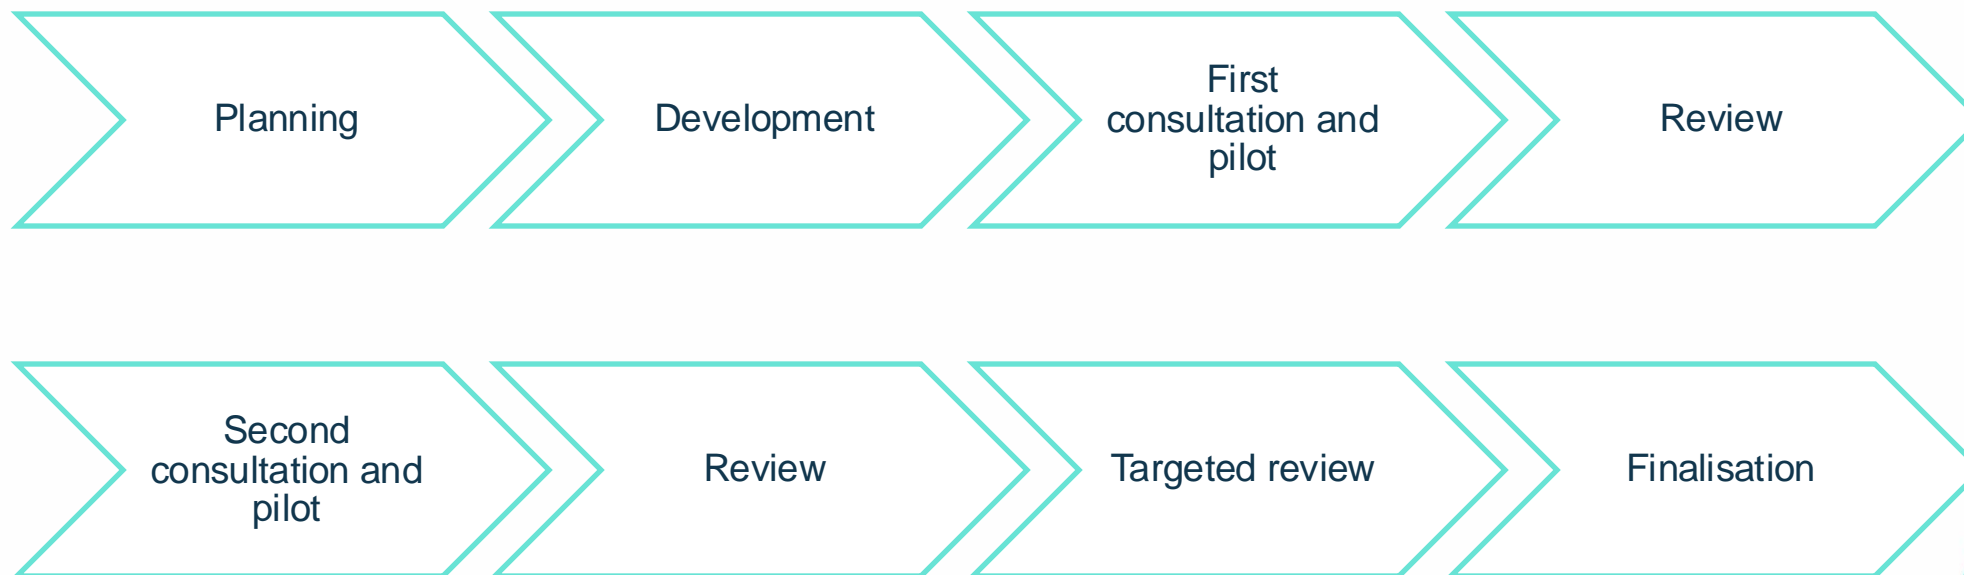 Planning
Development
First
consultation and
pilot
Review
Second
consultation and
pilot
Review
Targeted review
Finalisation